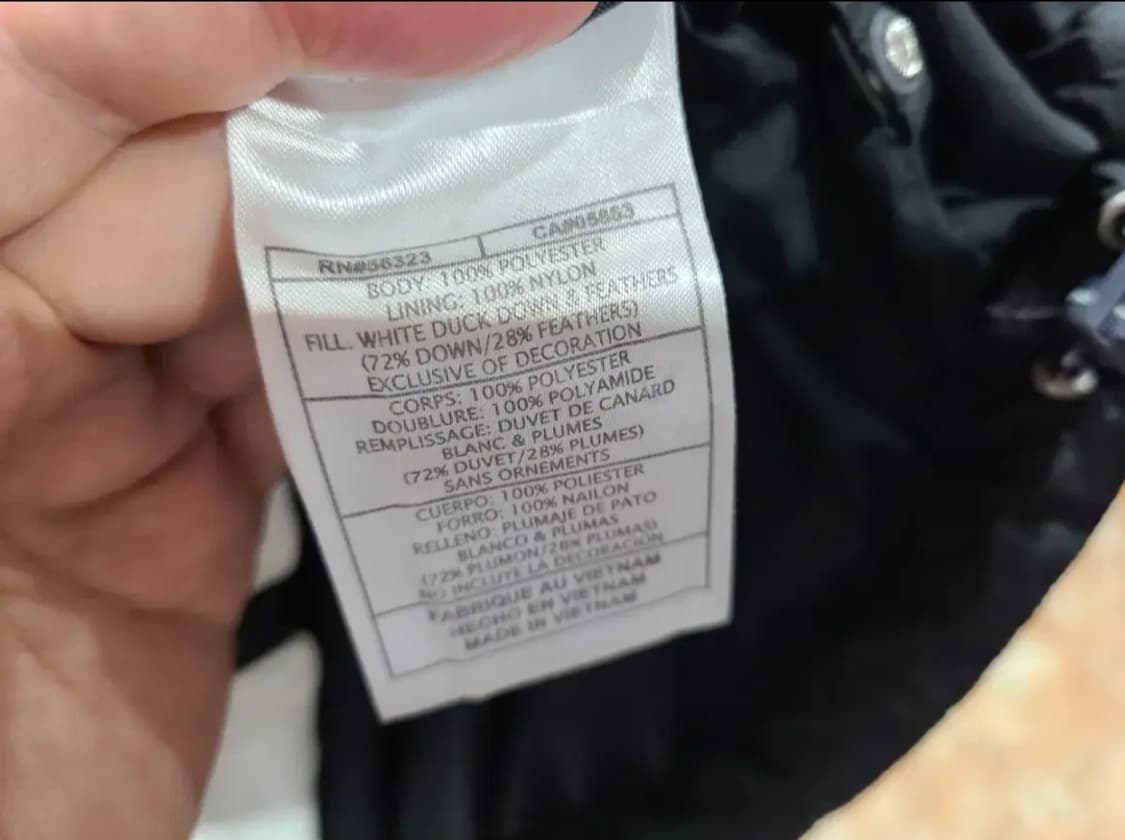 RN#56323 CA#05653
BODY: 100% POLYESTER
LINING: 100% NYLON
FILL: WHITE DUCK DOWN & FEATHERS
(72% DOWN/28% FEATHERS)
EXCLUSIVE OF DECORATION
CORPS: 100% POLYESTER
DOUBLURE: 100% POLYAMIDE
REMPLISSAGE: DUVET DE CANARD
BLANC & PLUMES
(72% DUVET/28% PLUMES)
SANS ORNEMENTS
CUERPO: 100% POLIESTER
FORRO: 100% NAILON
RELLENO: PLUMAJE DE PATO
BLANCO & PLUMAS
(72% PLUMON/28% PLUMAS)
NO INCLUYE LA DECORACIÓN
FABRIQUE AU VIETNAM
HECHO EN VIETNAM
MADE IN VIETNAM